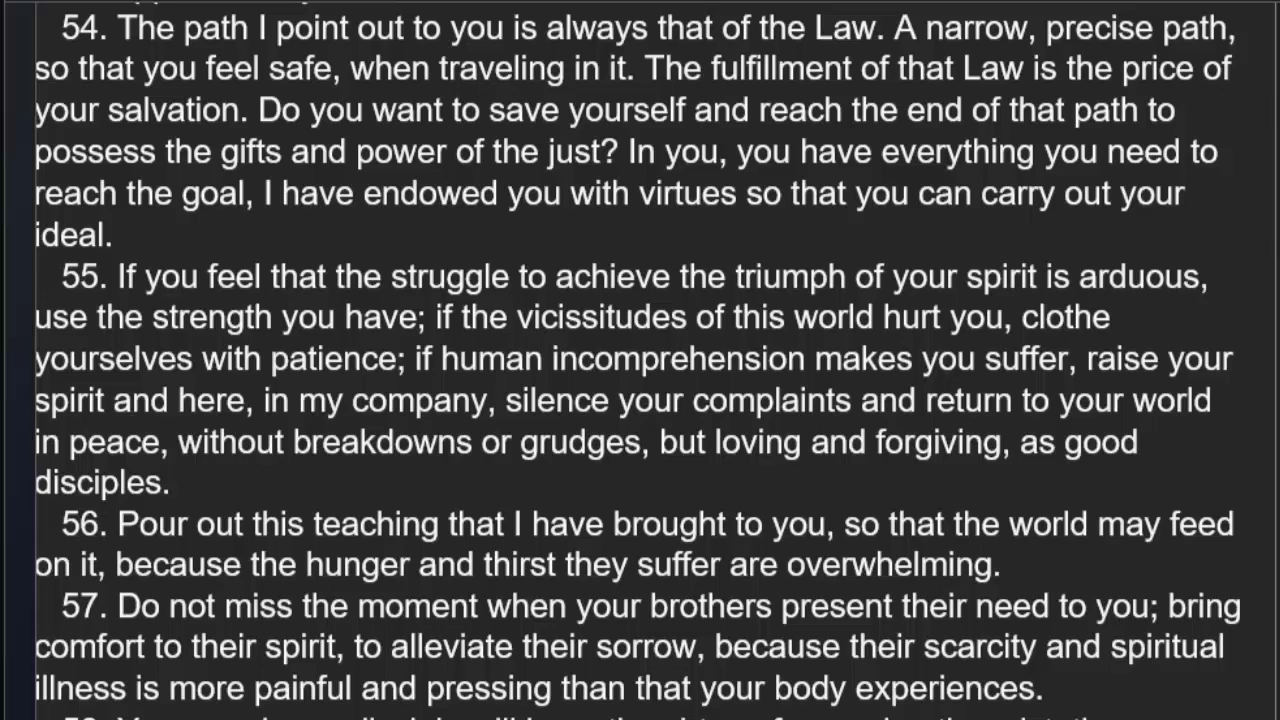 54. The path I point out to you is always that of the Law. A narrow, precise path,
so that you feel safe, when traveling in it. The fulfillment of that Law is the price of
your salvation. Do you want to save yourself and reach the end of that path to
possess the gifts and power of the just? In you, you have everything you need to
reach the goal, I have endowed you with virtues so that you can carry out your
ideal.
55. If you feel that the struggle to achieve the triumph of your spirit is arduous,
use the strength you have; if the vicissitudes of this world hurt you, clothe
yourselves with patience; if human incomprehension makes you suffer, raise your
spirit and here, in my company, silence your complaints and return to your world
in peace, without breakdowns or grudges, but loving and forgiving, as good
disciples.
56. Pour out this teaching that I have brought to you, so that the world may feed
on it, because the hunger and thirst they suffer are overwhelming.
57. Do not miss the moment when your brothers present their need to you; bring
comfort to their spirit, to alleviate their sorrow, because their scarcity and spiritual
illness is more painful and pressing than that your body experiences.